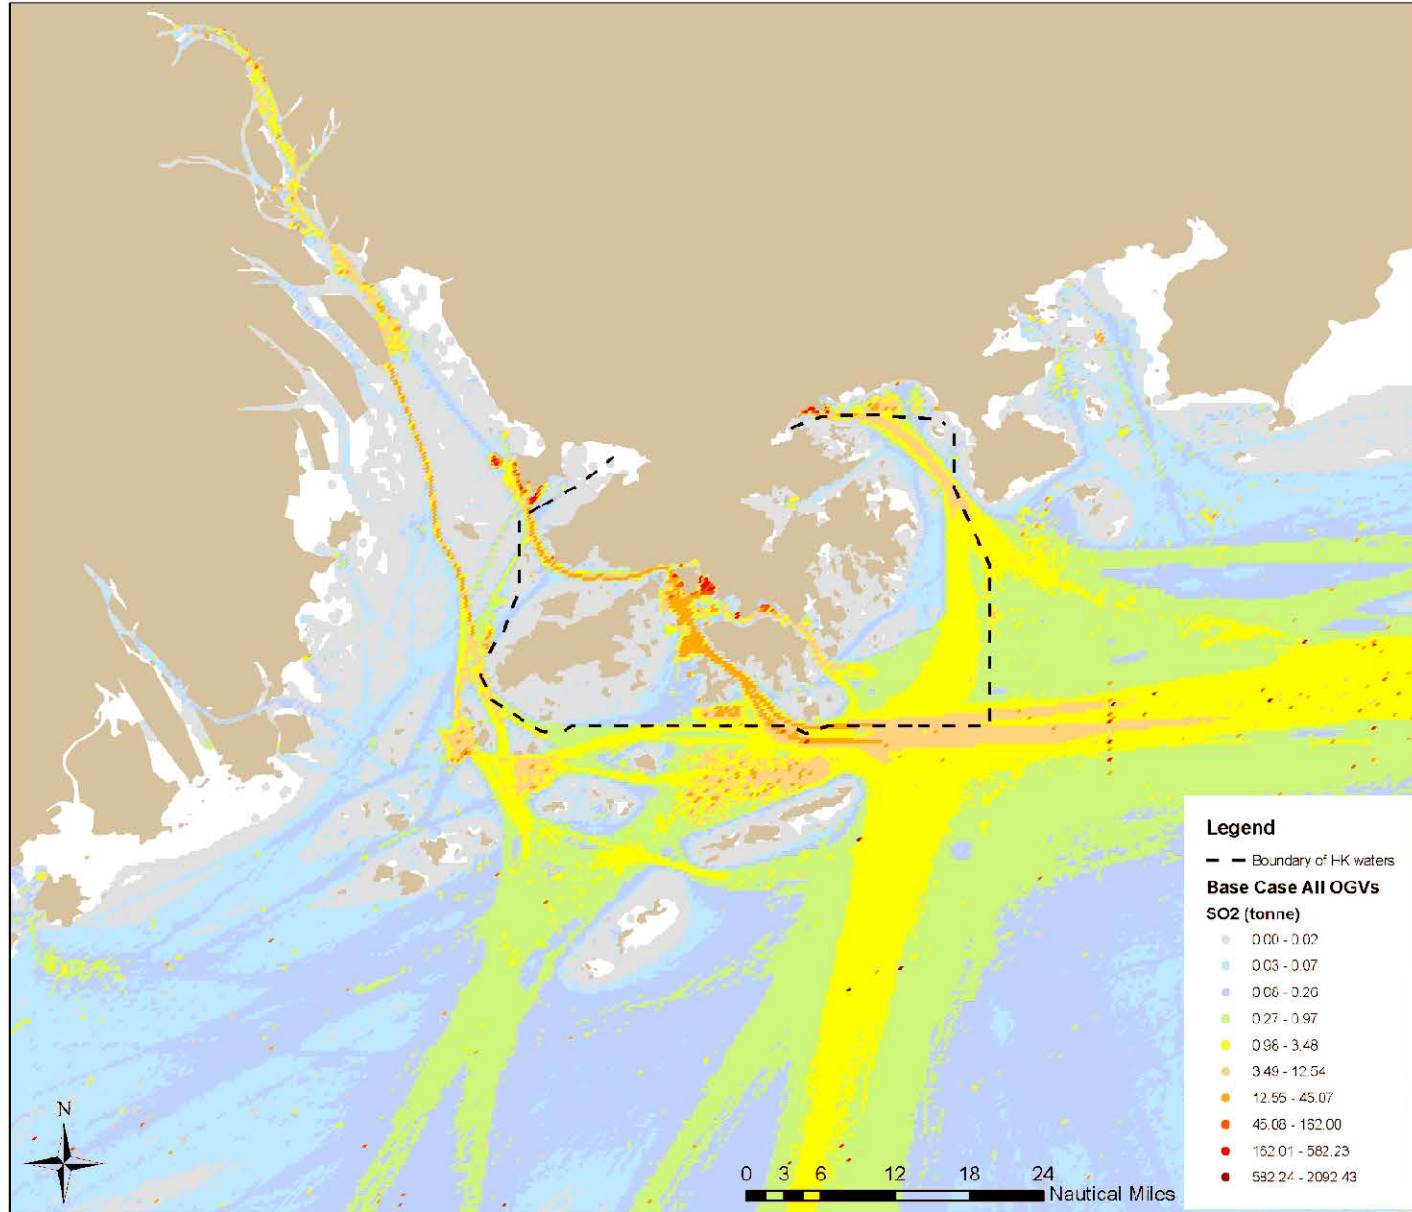 Legend
Boundary of HK waters
Base Case All OGVs
SO2 (tonne)
0.00 - 0.02
0.03 - 0.07
0.08 - 0.26
0.27 - 0.97
0.98 - 3.48
3.49 - 12.54
12.55 - 45.07
45.08 - 162.00
162.01 - 582.23
582.24 - 2092.43
N
0 3 6 12 18 24
Nautical Miles